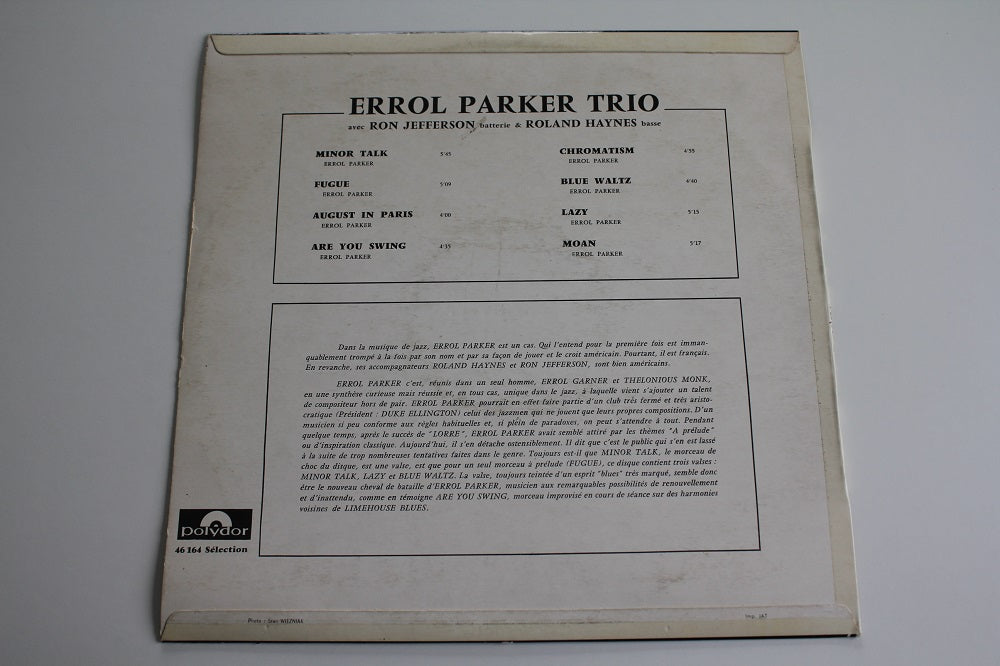 ERROL PARKER TRIO
avec RON JEFFERSON batterie & ROLAND HAYNES basse
MINOR TALK 5'45
ERROL PARKER
FUGUE 5'09
ERROL PARKER
AUGUST IN PARIS 4'00
ERROL PARKER
ARE YOU SWING 4'35
ERROL PARKER
CHROMATISM 4'55
ERROL PARKER
BLUE WALTZ 4'40
ERROL PARKER
LAZY 5'15
ERROL PARKER
MOAN 5'17
ERROL PARKER
Dans la musique de jazz, ERROL PARKER est un cas. Qui l'entend pour la première fois est imman-
quablement trompé à la fois par son nom et par sa façon de jouer et le croit américain. Pourtant, il est français.
En revanche, ses accompagnateurs ROLAND HAYNES et RON JEFFERSON, sont bien américains.
ERROL PARKER c'est, réunis dans un seul homme, ERROL GARNER et THELONIOUS MONK,
en une synthèse curieuse mais réussie et, en tous cas, unique dans le jazz, à laquelle vient s'ajouter un talent
de compositeur hors de pair. ERROL PARKER pourrait en effet faire partie d'un club très fermé et très aristo-
cratique (Président : DUKE ELLINGTON) celui des jazzmen qui ne jouent que leurs propres compositions. D'un
musicien si peu conforme aux règles habituelles et, si plein de paradoxes, on peut s'attendre à tout. Pendant
quelque temps, après le succès de "LORRE", ERROL PARKER avait semblé attiré par les thèmes "A prélude"
ou d'inspiration classique. Aujourd'hui, il s'en détache ostensiblement. Il dit que c'est le public qui s'en est lassé
à la suite de trop nombreuses tentatives faites dans le genre. Toujours est-il que MINOR TALK, le morceau de
choc du disque, est une valse, est que pour un seul morceau à prélude (FUGUE), ce disque contient trois valses :
MINOR TALK, LAZY et BLUE WALTZ. La valse, toujours teintée d'un esprit "blues" très marqué, semble donc
être le nouveau cheval de bataille d'ERROL PARKER, musicien aux remarquables possibilités de renouvellement
et d'inattendu, comme en témoigne ARE YOU SWING, morceau improvisé en cours de séance sur des harmonies
voisines de LIMEHOUSE BLUES.
polydor
46 164 Sélection
Photo : Stan WIEZNIAK
Imp.